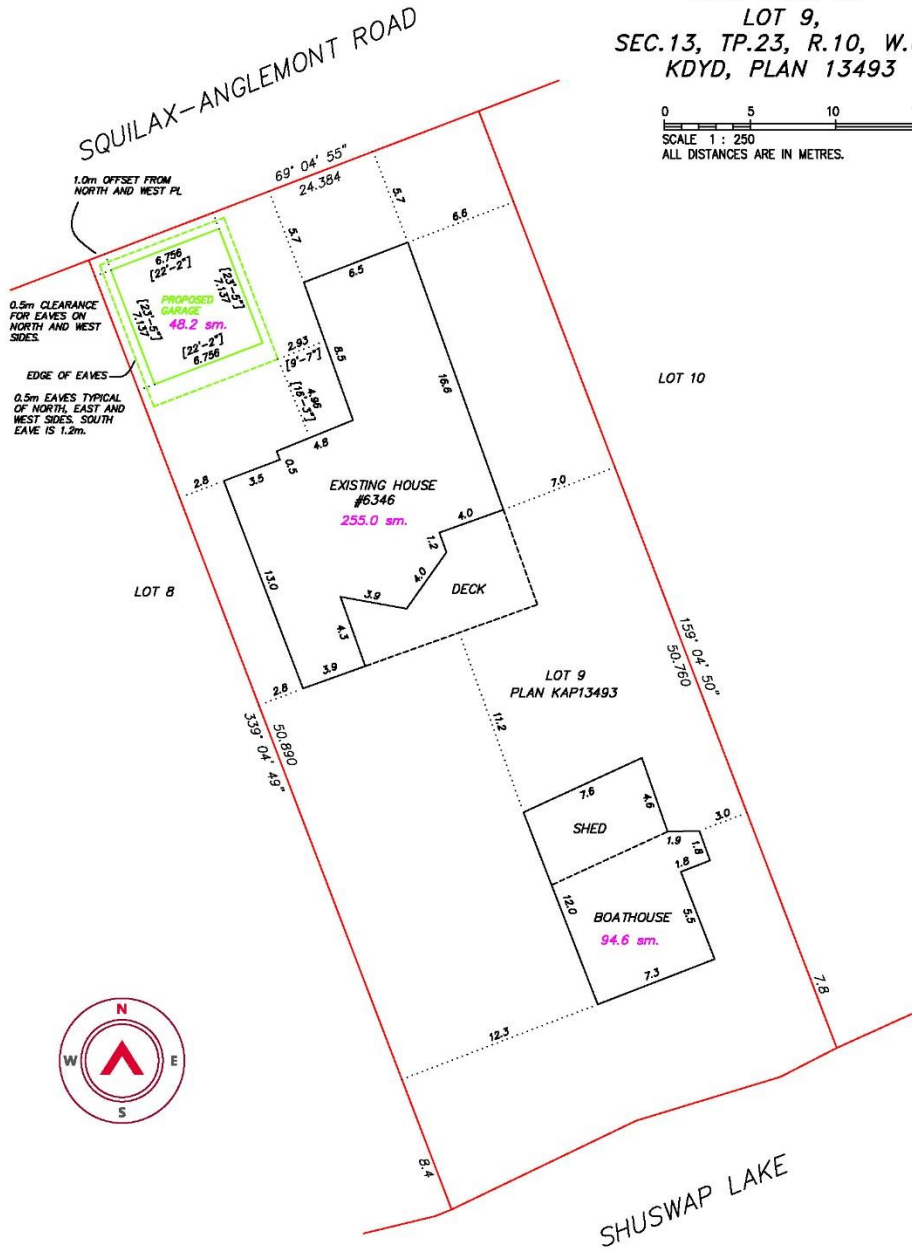 LOT 9,
SEC.13, TP.23, R.10, W.
KDYD, PLAN 13493
0 5 10
SCALE 1 : 250
ALL DISTANCES ARE IN METRES.
SQUILAX-ANGLEMONT ROAD
1.0m OFFSET FROM
NORTH AND WEST PL
69° 04' 55"
24.384
5.7
5.7
6.6
6.756
[22'-2"]
[23'-5"]
7.137
[23'-5"]
7.137
PROPOSED
GARAGE
48.2 sm.
[22'-2"]
6.756
0.5m CLEARANCE
FOR EAVES ON
NORTH AND WEST
SIDES.
EDGE OF EAVES
0.5m EAVES TYPICAL
OF NORTH, EAST AND
WEST SIDES. SOUTH
EAVE IS 1.2m.
2.93
[9'-7"]
4.96
[16'-3"]
6.5
8.5
16.6
LOT 10
4.8
0.5
3.5
2.8
EXISTING HOUSE
#6346
255.0 sm.
7.0
4.0
1.2
4.0
3.9
DECK
13.0
4.3
3.9
LOT 8
2.8
50.890
339° 04' 49"
159° 04' 50"
50.760
LOT 9
PLAN KAP13493
11.2
7.6
4.6
SHED
1.9
1.8
3.0
1.8
12.0
BOATHOUSE
94.6 sm.
5.5
7.3
12.3
7.8
8.4
N
W E
S
SHUSWAP LAKE